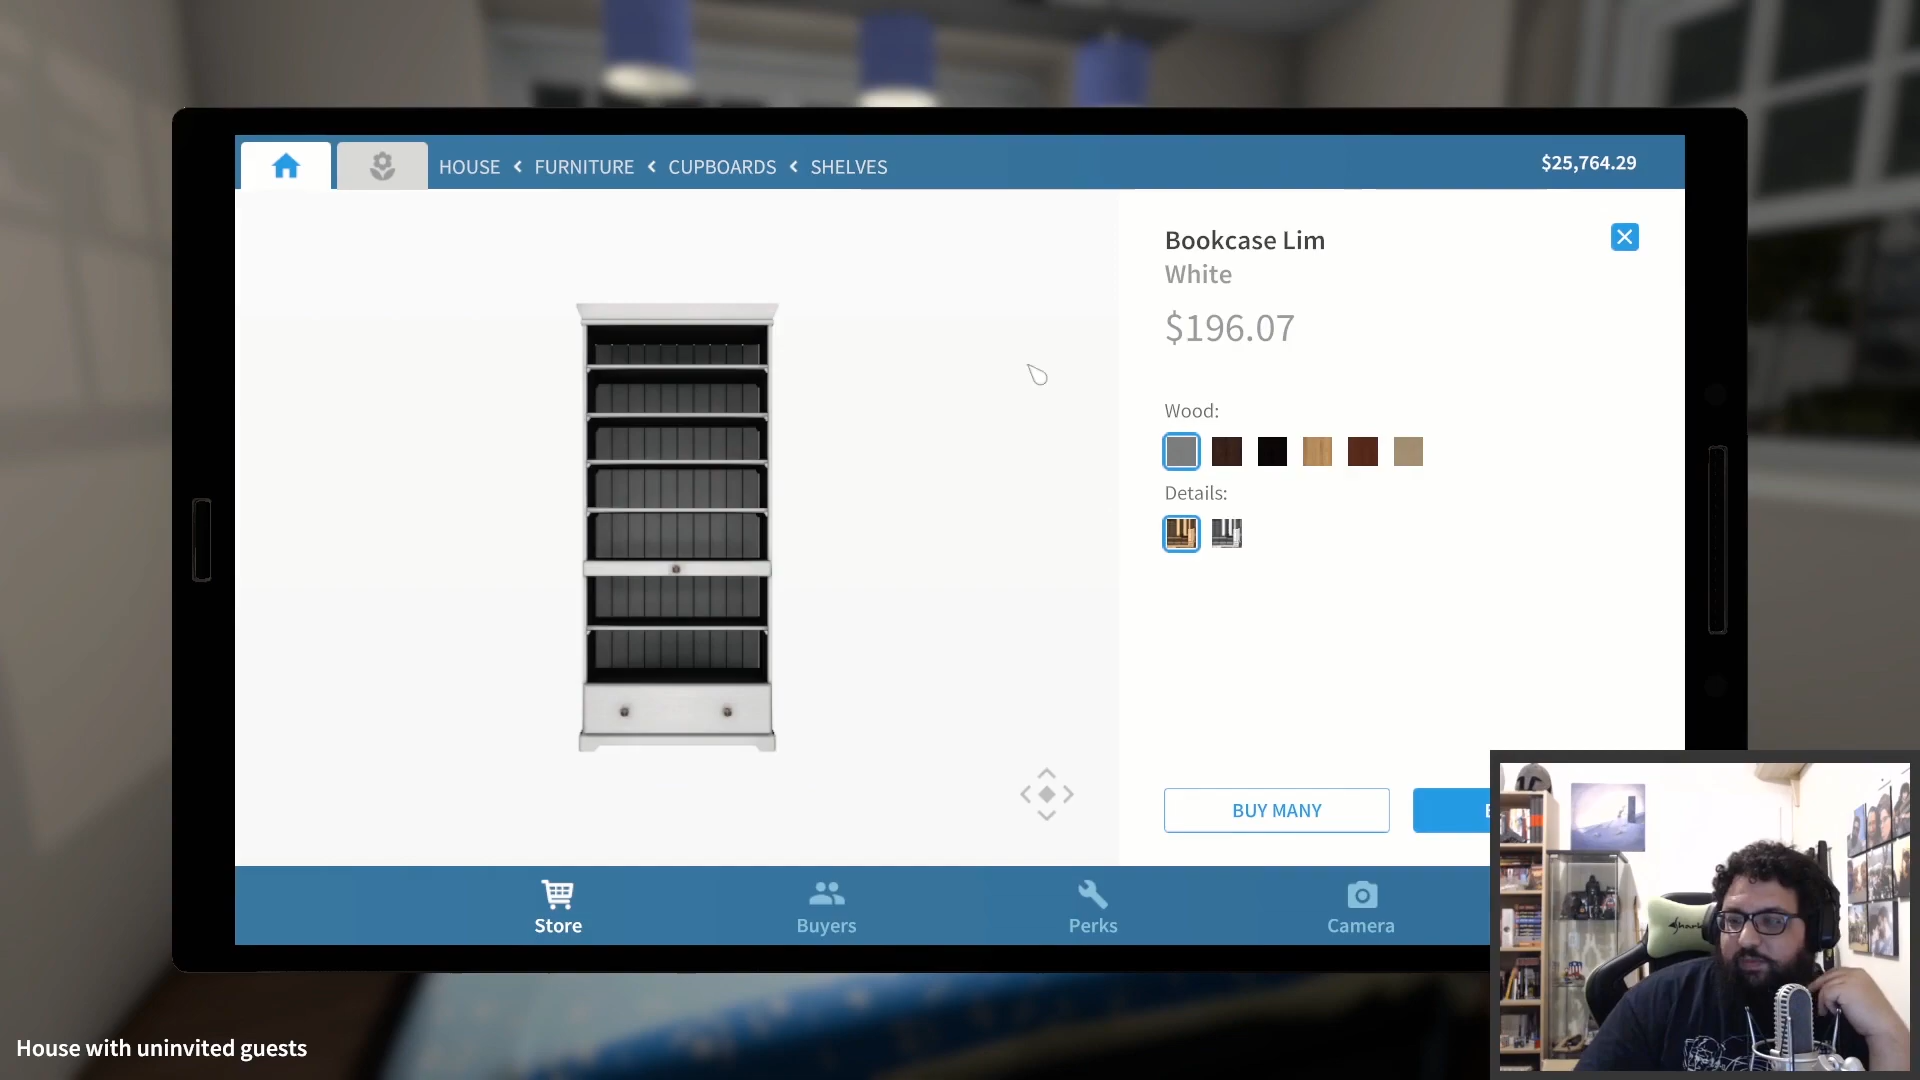 HOUSE < FURNITURE < CUPBOARDS < SHELVES
$25,764.29
Bookcase Lim
White
$196.07
Wood:
Details:
BUY MANY
Store
Buyers
Perks
Camera
House with uninvited guests